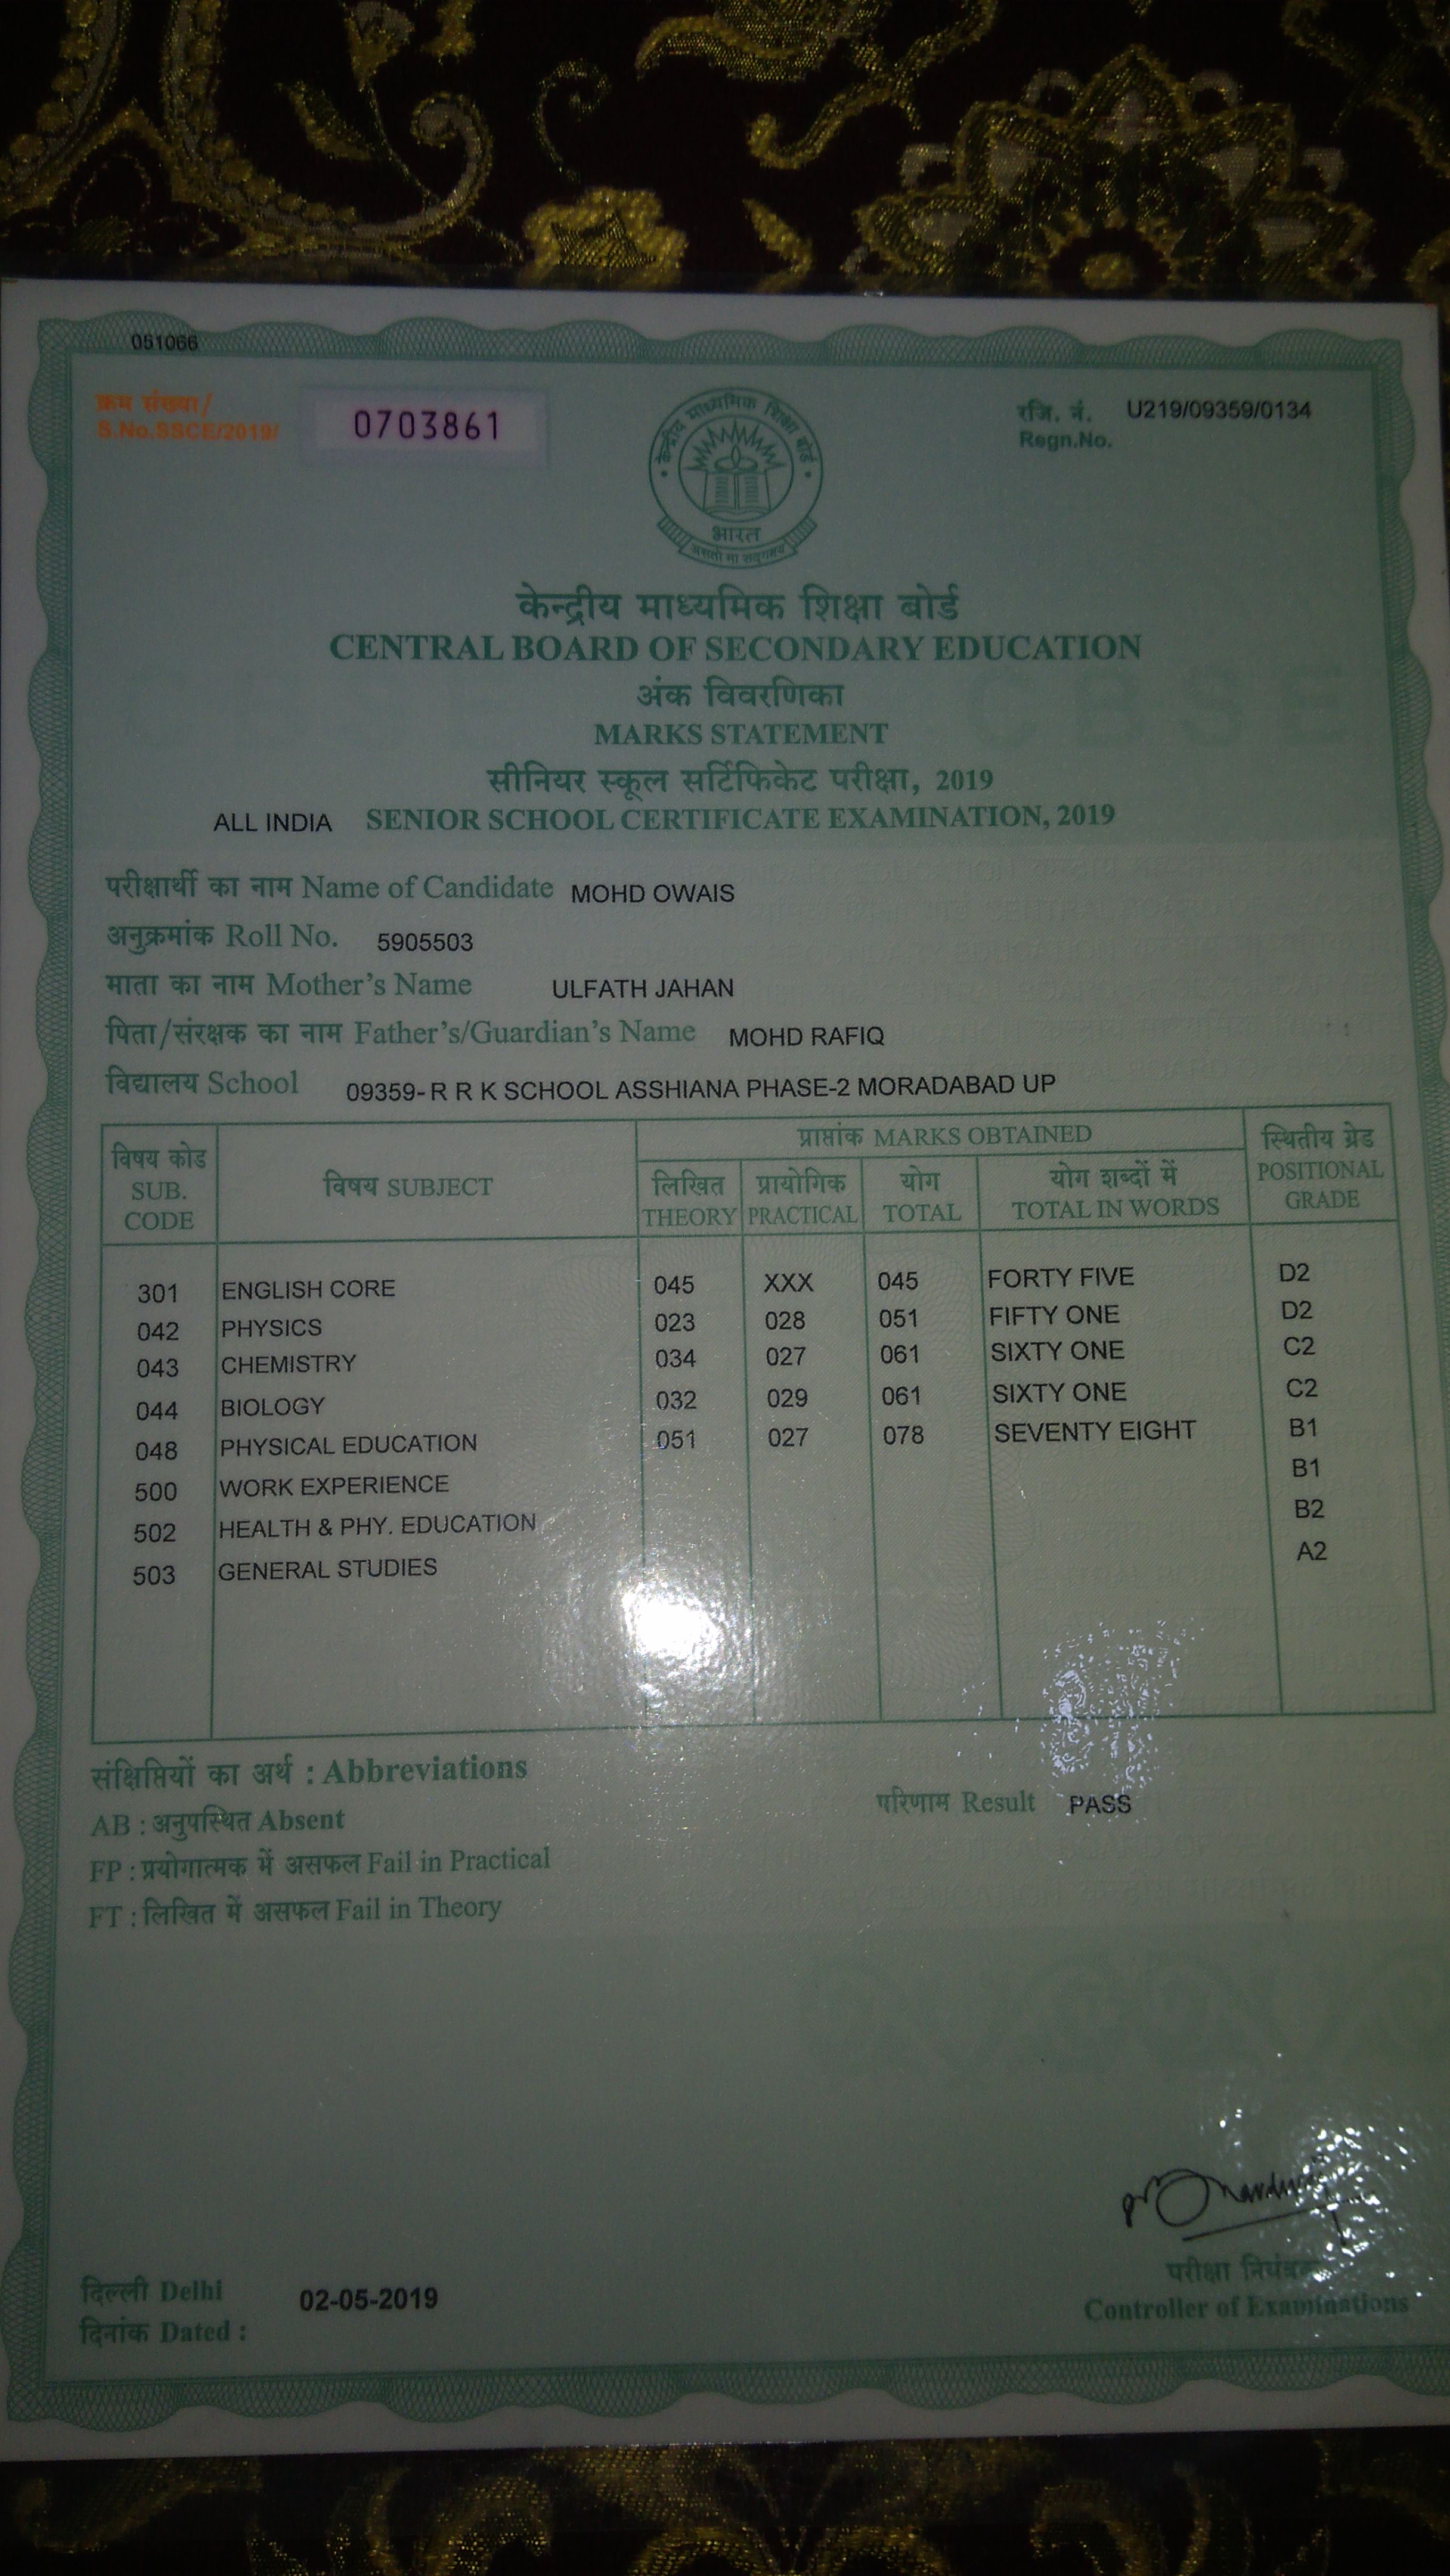 051066
क्रम संख्या/
S.No.SSCE/2019/ 0703861
रजि. नं. U219/09359/0134
Regn.No.
केन्द्रीय माध्यमिक शिक्षा बोर्ड
भारत
असतो मा सद्गमय
केन्द्रीय माध्यमिक शिक्षा बोर्ड
CENTRAL BOARD OF SECONDARY EDUCATION
अंक विवरणिका
MARKS STATEMENT
CBSE
सीनियर स्कूल सर्टिफिकेट परीक्षा, 2019
ALL INDIA SENIOR SCHOOL CERTIFICATE EXAMINATION, 2019
परीक्षार्थी का नाम Name of Candidate MOHD OWAIS
अनुक्रमांक Roll No. 5905503
माता का नाम Mother's Name ULFATH JAHAN
पिता/संरक्षक का नाम Father's/Guardian's Name MOHD RAFIQ
विद्यालय School 09359- R R K SCHOOL ASSHIANA PHASE-2 MORADABAD UP
विषय कोड SUB. CODE विषय SUBJECT प्राप्तांक MARKS OBTAINED स्थितीय ग्रेड POSITIONAL GRADE
लिखित THEORY प्रायोगिक PRACTICAL योग TOTAL योग शब्दों में TOTAL IN WORDS
301 ENGLISH CORE 045 XXX 045 FORTY FIVE D2
042 PHYSICS 023 028 051 FIFTY ONE D2
043 CHEMISTRY 034 027 061 SIXTY ONE C2
044 BIOLOGY 032 029 061 SIXTY ONE C2
048 PHYSICAL EDUCATION 051 027 078 SEVENTY EIGHT B1
500 WORK EXPERIENCE B1
502 HEALTH & PHY. EDUCATION B2
503 GENERAL STUDIES A2
संक्षिप्तियों का अर्थ : Abbreviations
AB : अनुपस्थित Absent
परिणाम Result PASS
FP : प्रयोगात्मक में असफल Fail in Practical
FT : लिखित में असफल Fail in Theory
दिल्ली Delhi
दिनांक Dated : 02-05-2019
परीक्षा नियंत्रक
Controller of Examinations